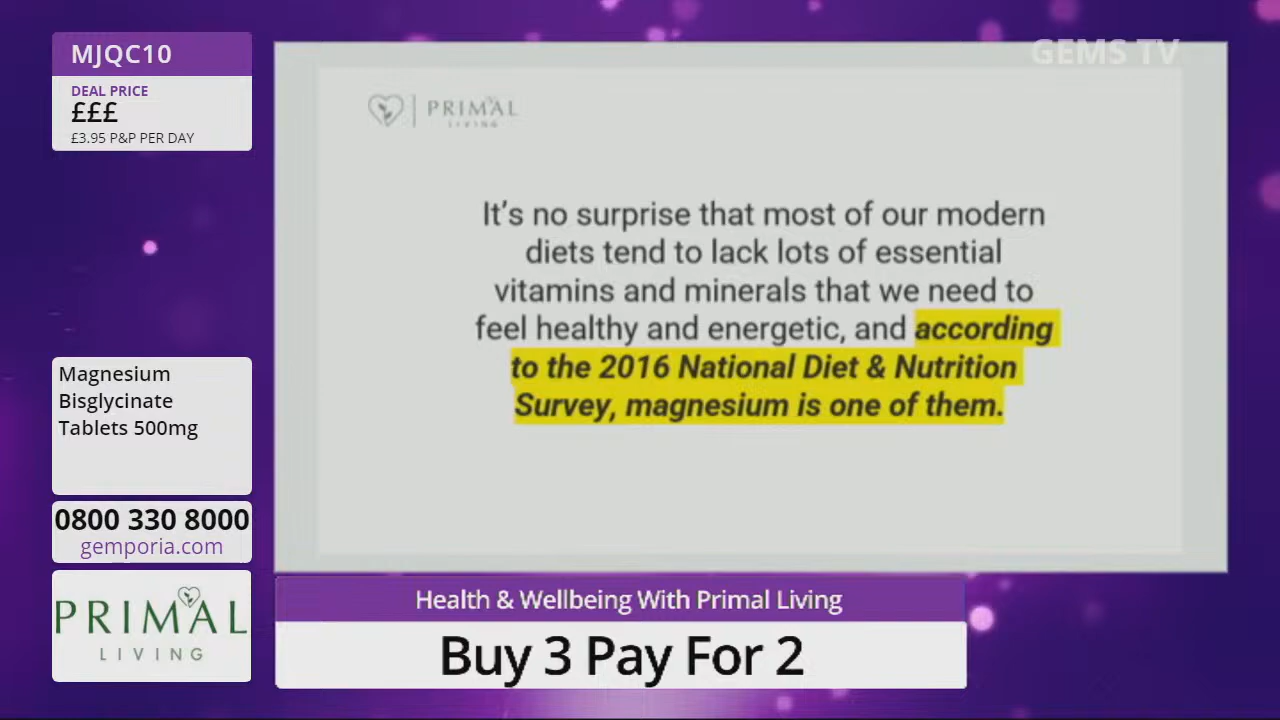 MJQC10
DEAL PRICE
£££
£3.95 P&P PER DAY
GEMS TV
PRIMAL
LIVING
It's no surprise that most of our modern
diets tend to lack lots of essential
vitamins and minerals that we need to
feel healthy and energetic, and according
to the 2016 National Diet & Nutrition
Survey, magnesium is one of them.
Magnesium
Bisglycinate
Tablets 500mg
0800 330 8000
gemporia.com
PRIMAL
LIVING
Health & Wellbeing With Primal Living
Buy 3 Pay For 2